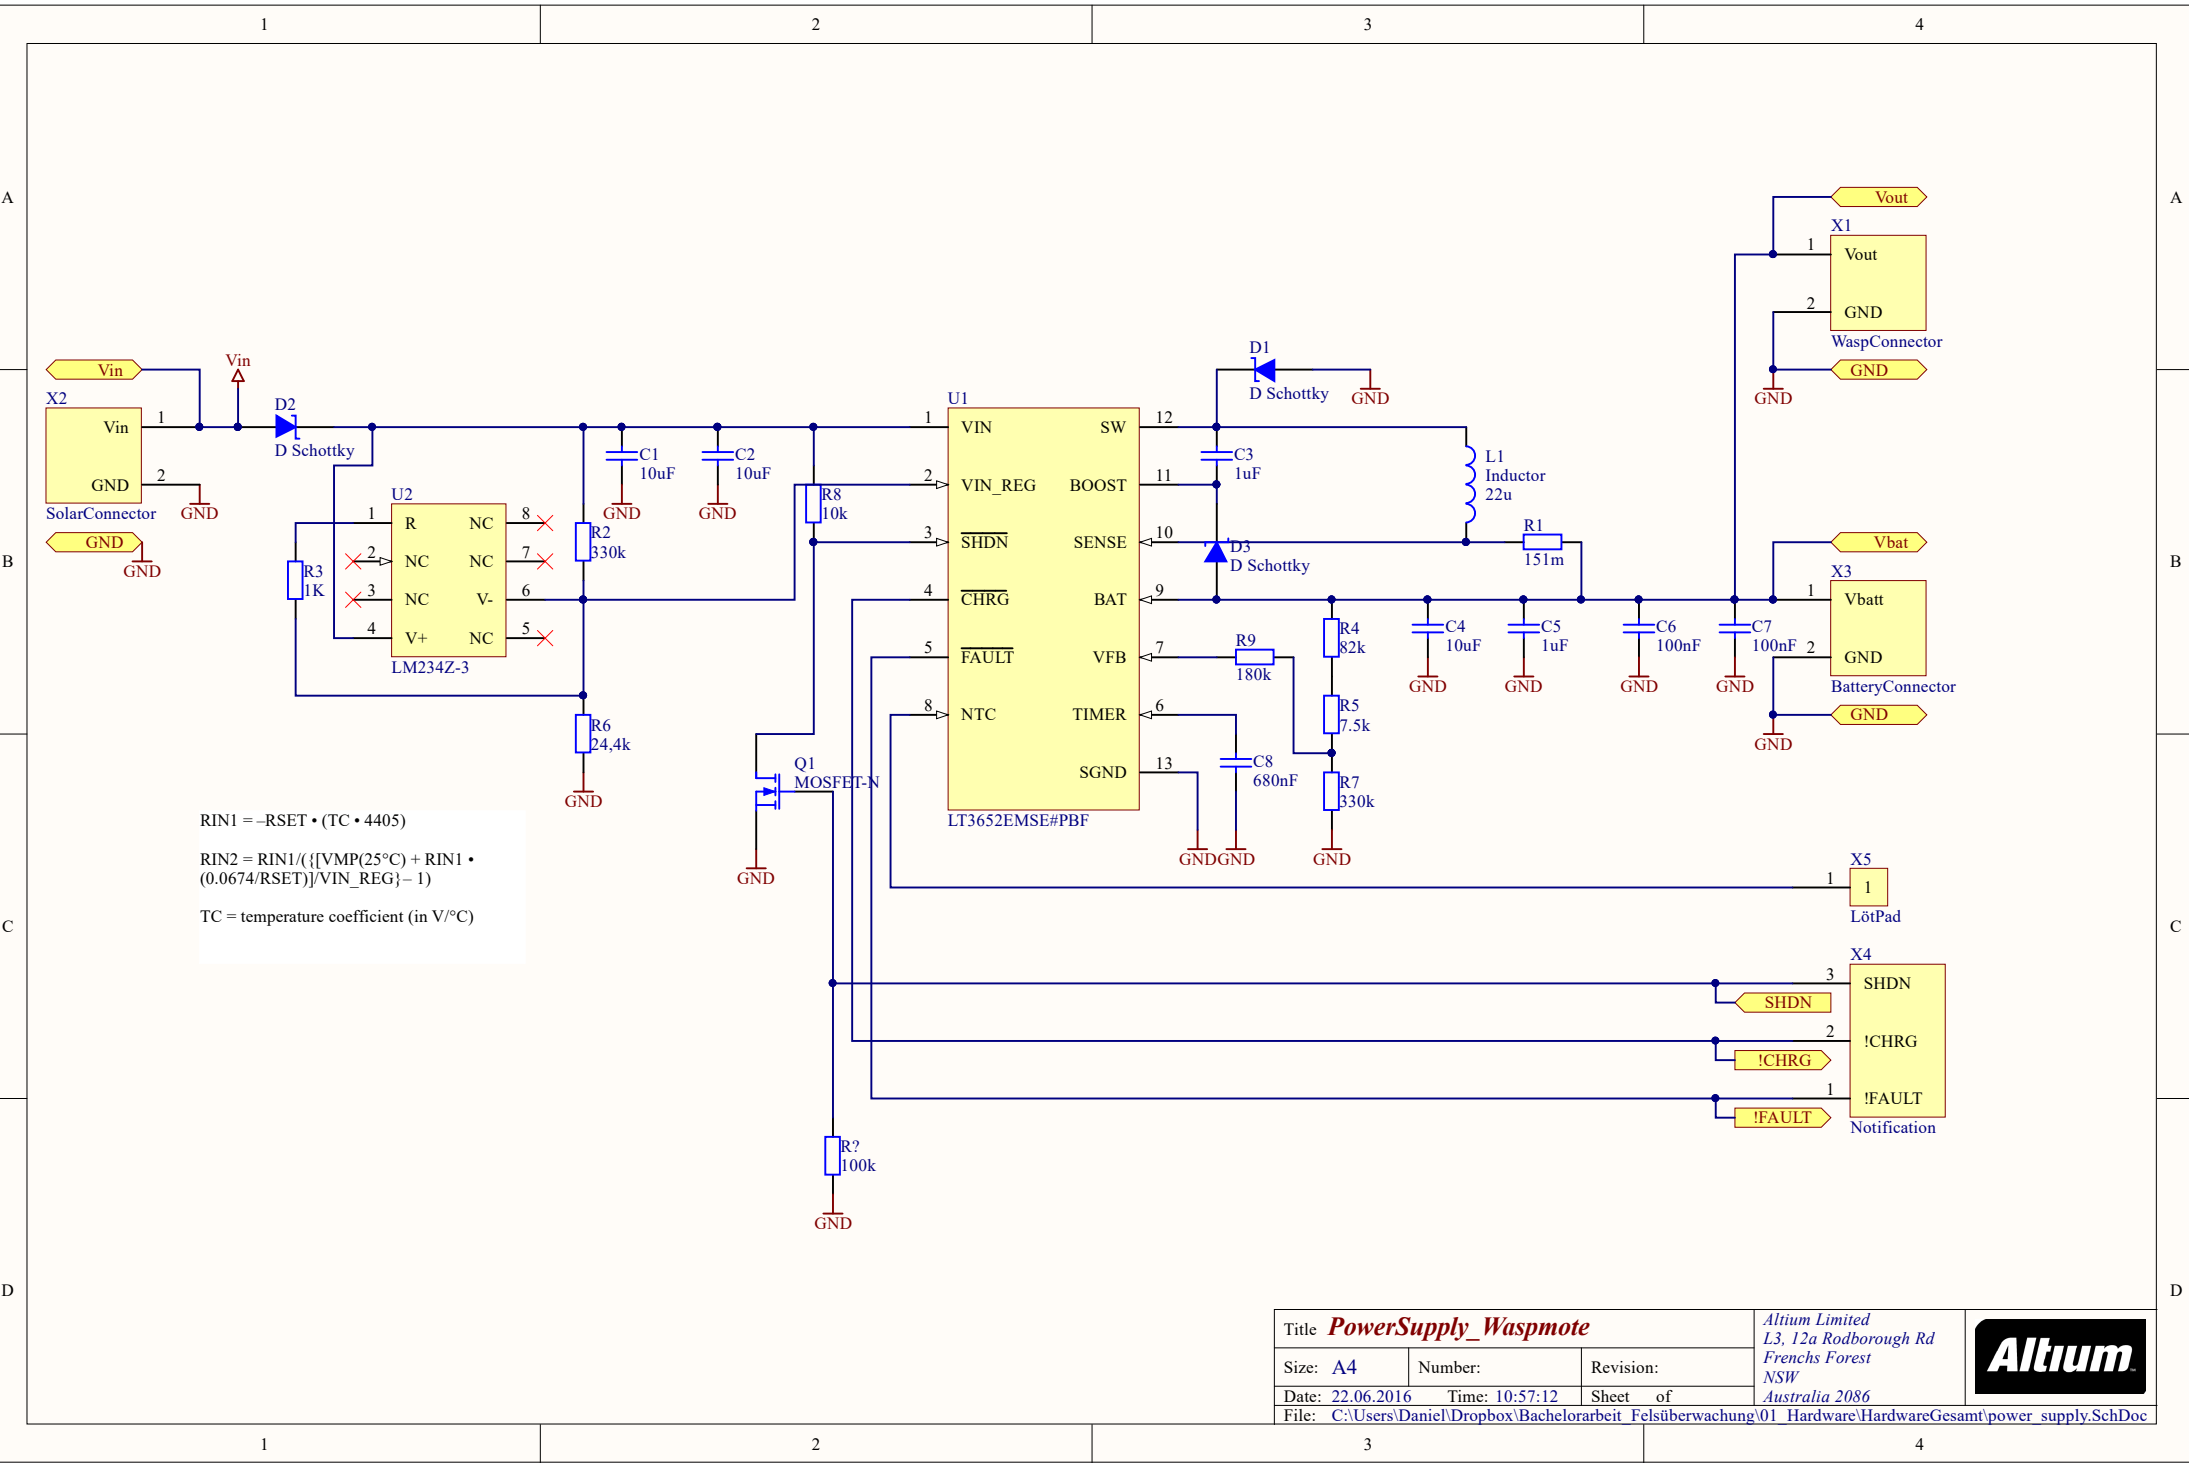 1
2
3
4
A
A
Vout
X1
1
Vout
2
GND
WaspConnector
GND
GND
Vin
Vin
X2
Vin
1
GND
2
SolarConnector
GND
GND
GND
D2
D Schottky
U2
1
R
NC
8
2
NC
NC
7
3
NC
V-
6
4
V+
NC
5
LM234Z-3
R3
1K
R2
330k
C1
10uF
GND
C2
10uF
GND
R8
10k
R6
24,4k
GND
U1
1
VIN
SW
12
2
VIN_REG
BOOST
11
3
SHDN
SENSE
10
4
CHRG
BAT
9
5
FAULT
VFB
7
8
NTC
TIMER
6
SGND
13
LT3652EMSE#PBF
D1
D Schottky
GND
C3
1uF
L1
Inductor
22u
D3
D Schottky
R1
151m
R9
180k
R4
82k
R5
7.5k
R7
330k
GND
C8
680nF
GND
GND
C4
10uF
GND
C5
1uF
GND
C6
100nF
GND
C7
100nF
GND
Vbat
X3
1
Vbatt
2
GND
BatteryConnector
GND
GND
B
B
Q1
MOSFET-N
GND
RIN1 = –RSET • (TC • 4405)
RIN2 = RIN1/({[VMP(25°C) + RIN1 •
(0.0674/RSET)]/VIN_REG}– 1)
TC = temperature coefficient (in V/°C)
C
C
X5
1
1
LötPad
X4
3
SHDN
SHDN
2
!CHRG
!CHRG
1
!FAULT
!FAULT
Notification
R?
100k
GND
D
D
Title PowerSupply_Waspmote
Size: A4
Number:
Revision:
Date: 22.06.2016
Time: 10:57:12
Sheet of
File: C:\Users\Daniel\Dropbox\Bachelorarbeit_Felsüberwachung\01_Hardware\HardwareGesamt\power_supply.SchDoc
Altium Limited
L3, 12a Rodborough Rd
Frenchs Forest
NSW
Australia 2086
Altium
1
2
3
4